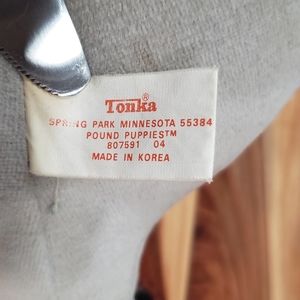 Tonka®
SPRING PARK MINNESOTA 55384
POUND PUPPIES™
807591 04
MADE IN KOREA